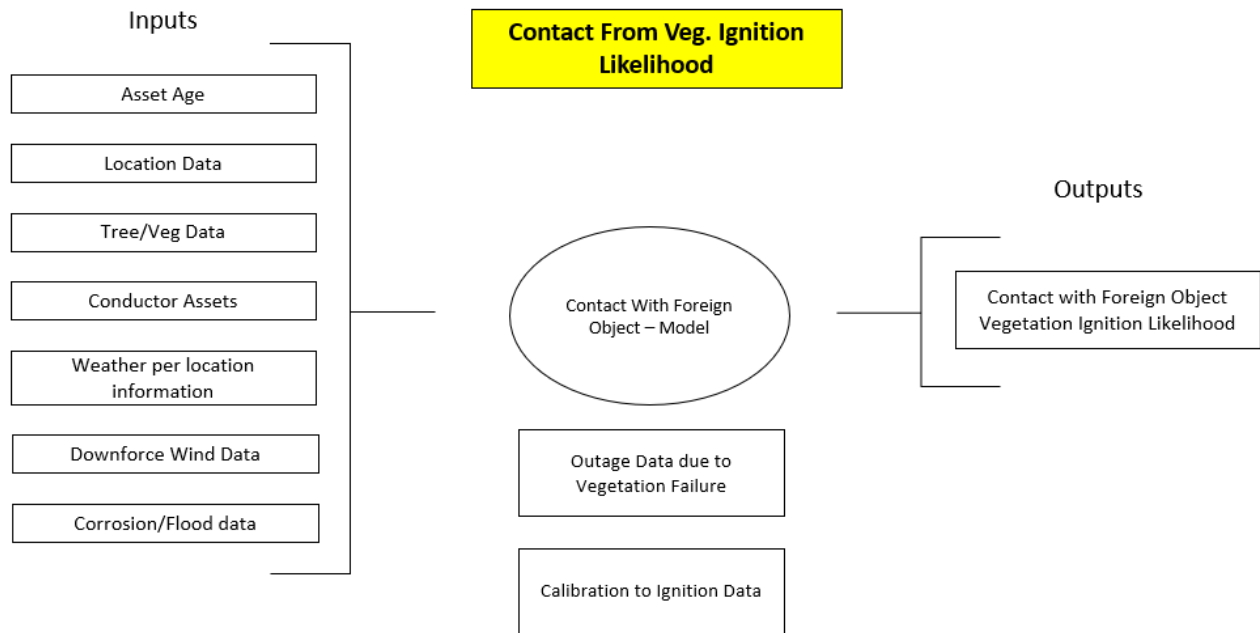 Inputs
Contact From Veg. Ignition
Likelihood
Asset Age
Location Data
Tree/Veg Data
Conductor Assets
Weather per location
information
Downforce Wind Data
Corrosion/Flood data
Contact With Foreign
Object – Model
Outage Data due to
Vegetation Failure
Calibration to Ignition Data
Outputs
Contact with Foreign Object
Vegetation Ignition Likelihood